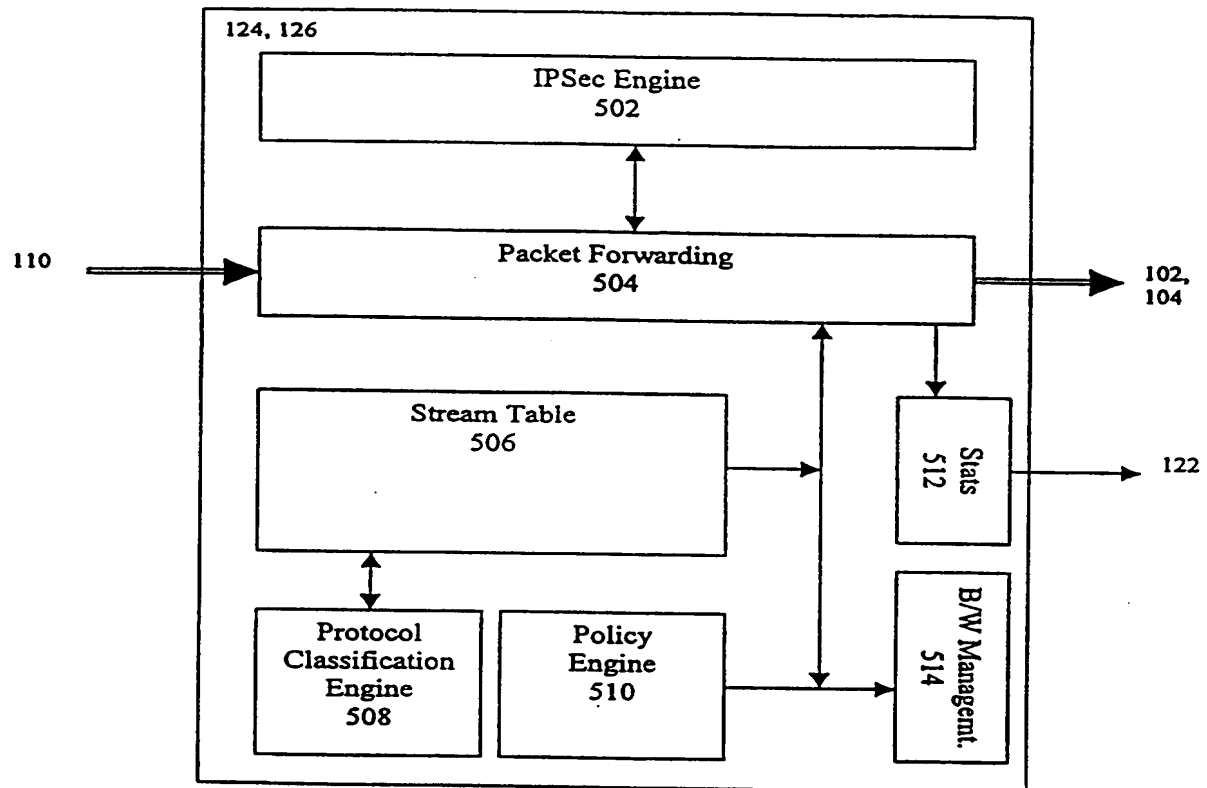 124, 126
IPSec Engine
502
Packet Forwarding
504
110
102,
104
Stream Table
506
Stats
512
122
Protocol
Classification
Engine
508
Policy
Engine
510
B/W Managemt.
514